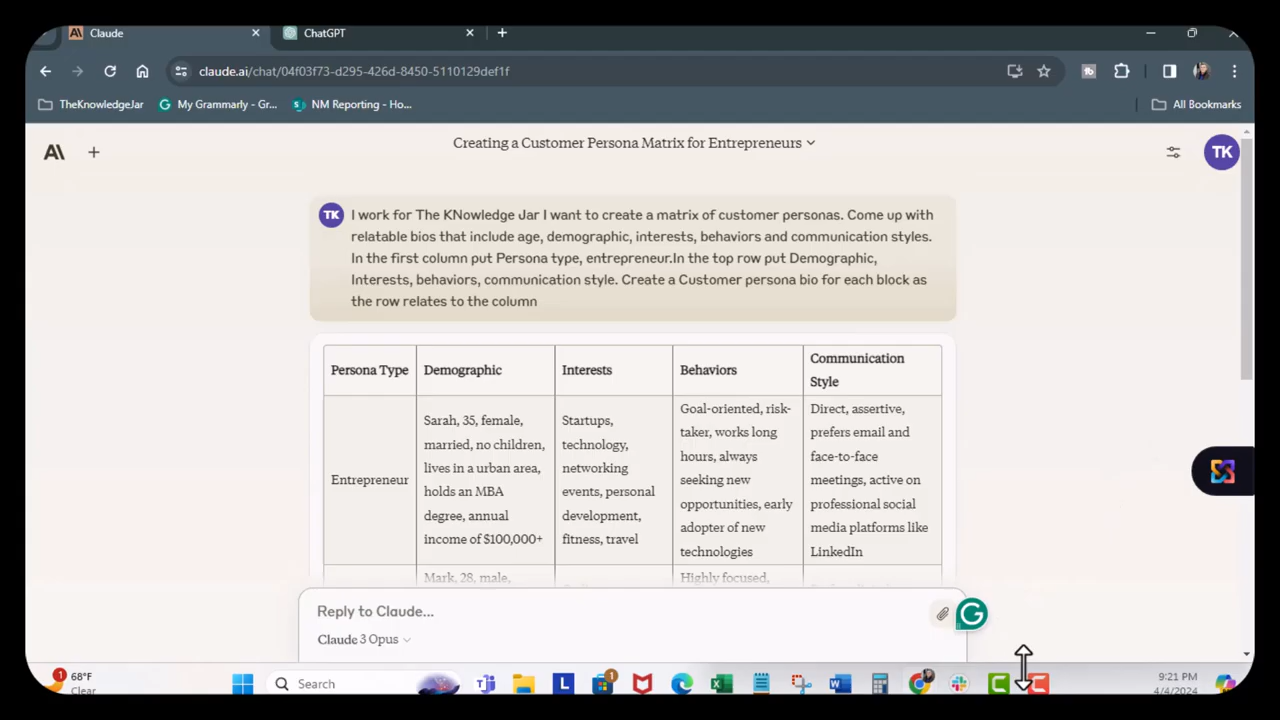 Claude
ChatGPT
claude.ai/chat/04f03f73-d295-426d-8450-5110129def1f
TheKnowledgeJar
My Grammarly - Gr...
NM Reporting - Ho...
All Bookmarks
Creating a Customer Persona Matrix for Entrepreneurs
TK
TK
I work for The KNowledge Jar I want to create a matrix of customer personas. Come up with
relatable bios that include age, demographic, interests, behaviors and communication styles.
In the first column put Persona type, entrepreneur.In the top row put Demographic,
Interests, behaviors, communication style. Create a Customer persona bio for each block as
the row relates to the column
Persona Type
Demographic
Interests
Behaviors
Communication
Style
Entrepreneur
Sarah, 35, female,
married, no children,
lives in a urban area,
holds an MBA
degree, annual
income of $100,000+
Startups,
technology,
networking
events, personal
development,
fitness, travel
Goal-oriented, risk-
taker, works long
hours, always
seeking new
opportunities, early
adopter of new
technologies
Direct, assertive,
prefers email and
face-to-face
meetings, active on
professional social
media platforms like
LinkedIn
Mark, 28, male,
Highly focused,
Reply to Claude...
Claude 3 Opus
1
68°F
Clear
Search
1
9:21 PM
4/4/2024